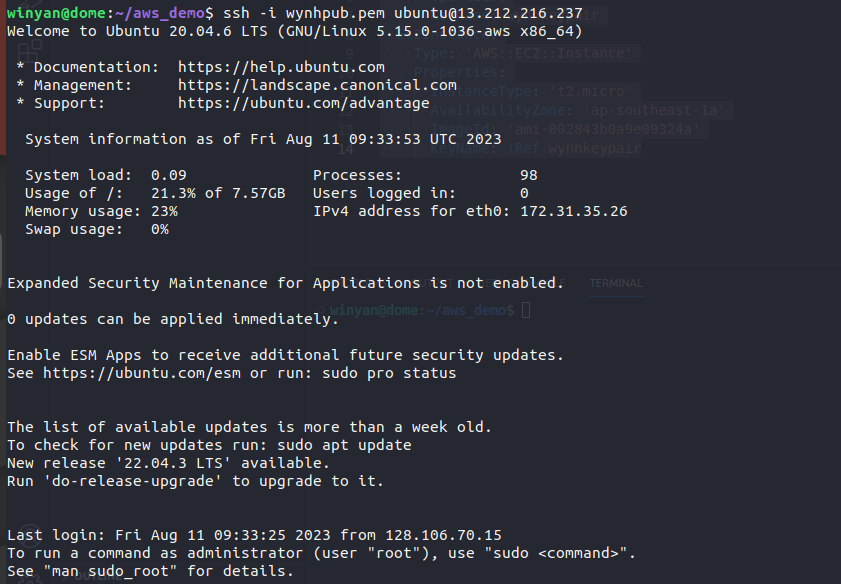 winyan@dome:~/aws_demo$ ssh -i wynhpub.pem ubuntu@13.212.216.237
Welcome to Ubuntu 20.04.6 LTS (GNU/Linux 5.15.0-1036-aws x86_64)
* Documentation:  https://help.ubuntu.com
* Management:     https://landscape.canonical.com
* Support:        https://ubuntu.com/advantage
System information as of Fri Aug 11 09:33:53 UTC 2023
System load:  0.09               Processes:             98
Usage of /:   21.3% of 7.57GB   Users logged in:       0
Memory usage: 23%               IPv4 address for eth0: 172.31.35.26
Swap usage:   0%
Expanded Security Maintenance for Applications is not enabled.
0 updates can be applied immediately.
Enable ESM Apps to receive additional future security updates.
See https://ubuntu.com/esm or run: sudo pro status
The list of available updates is more than a week old.
To check for new updates run: sudo apt update
New release '22.04.3 LTS' available.
Run 'do-release-upgrade' to upgrade to it.
Last login: Fri Aug 11 09:33:25 2023 from 128.106.70.15
To run a command as administrator (user "root"), use "sudo <command>".
See "man sudo_root" for details.
9
Type: 'AWS::EC2::Instance'
Properties:
InstanceType: 't2.micro'
AvailabilityZone: 'ap-southeast-1a'
ImageId: 'ami-002843b0a9e09324a'
14 KeyName: !Ref wynhkeypair
TERMINAL
winyan@dome:~/aws_demo$
OUTLINE